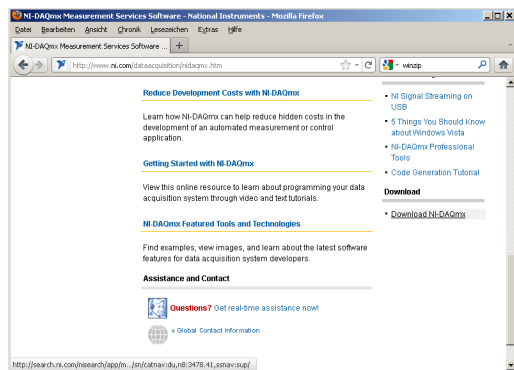 NI-DAQmx Measurement Services Software - National Instruments - Mozilla Firefox
Datei Bearbeiten Ansicht Chronik Lesezeichen Extras Hilfe
NI-DAQmx Measurement Services Software ...
http://www.ni.com/dataacquisition/nidaqmx.htm
winzip
Reduce Development Costs with NI-DAQmx
Learn how NI-DAQmx can help reduce hidden costs in the
development of an automated measurement or control
application.
Getting Started with NI-DAQmx
View this online resource to learn about programming your data
acquisition system through video and text tutorials.
NI-DAQmx Featured Tools and Technologies
Find examples, view images, and learn about the latest software
features for data acquisition system developers.
Assistance and Contact
Questions? Get real-time assistance now!
» Global Contact Information
• NI Signal Streaming on
USB
• 5 Things You Should Know
about Windows Vista
• NI-DAQmx Professional
Tools
• Code Generation Tutorial
Download
• Download NI-DAQmx
http://search.ni.com/nisearch/app/m.../sn/catnav:du,n8:3478.41,ssnav:sup/